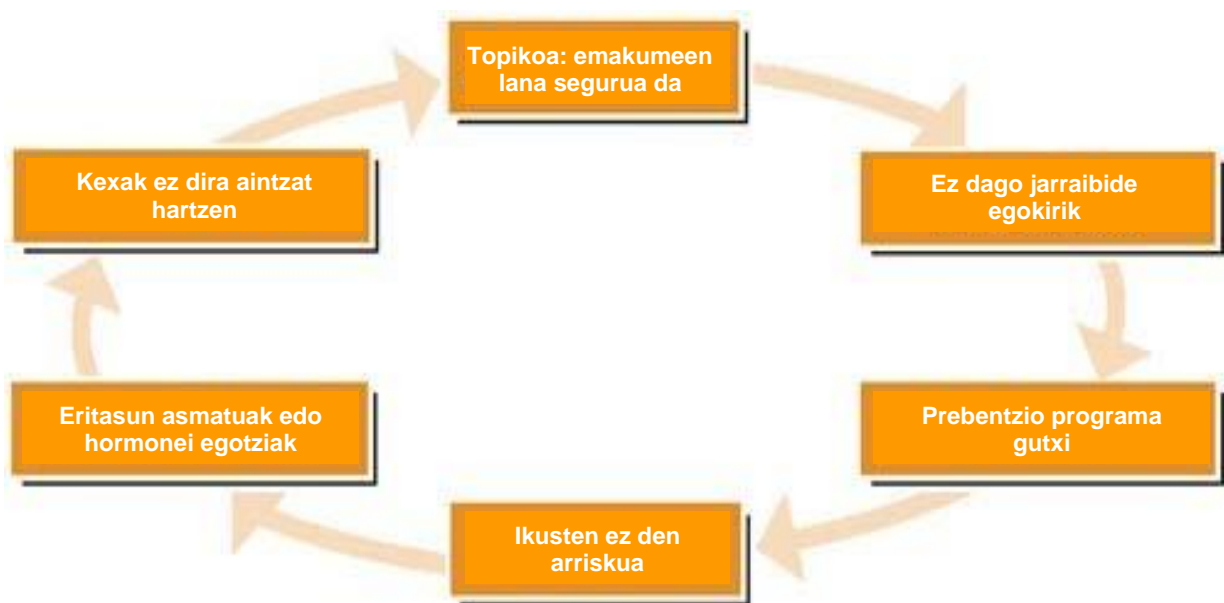 Topikoa: emakumeen
lana segurua da
Ez dago jarraibide
egokirik
Prebentzio programa
gutxi
Ikusten ez den
arriskua
Eritasun asmatuak edo
hormonei egotziak
Kexak ez dira aintzat
hartzen